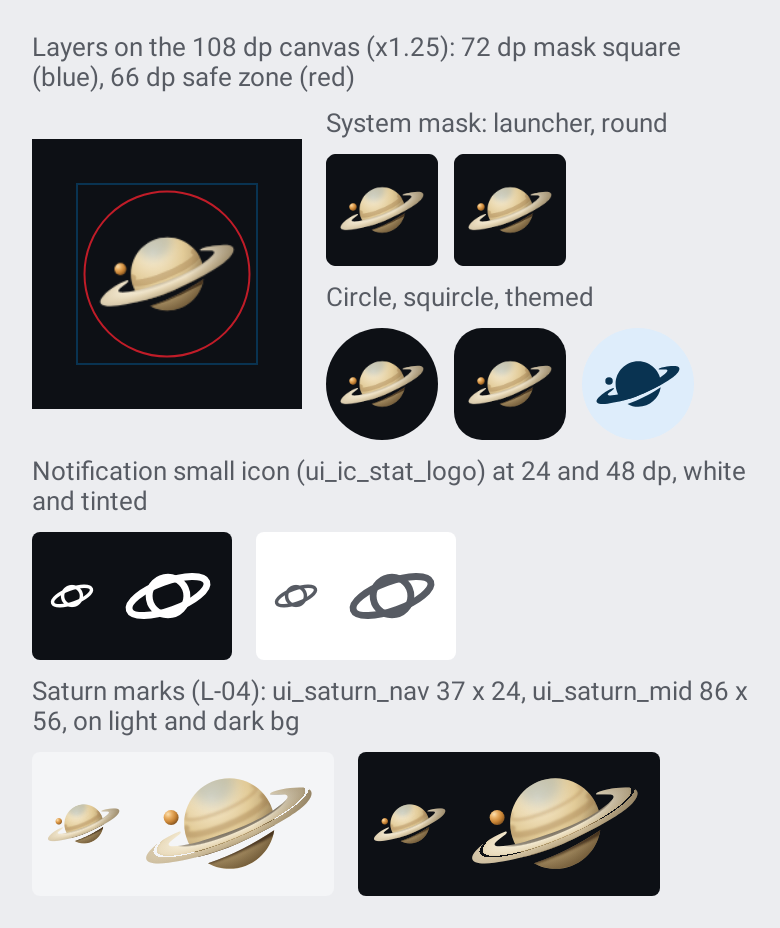 Layers on the 108 dp canvas (x1.25): 72 dp mask square
(blue), 66 dp safe zone (red)
System mask: launcher, round
Circle, squircle, themed
Notification small icon (ui_ic_stat_logo) at 24 and 48 dp, white
and tinted
Saturn marks (L-04): ui_saturn_nav 37 x 24, ui_saturn_mid 86 x
56, on light and dark bg